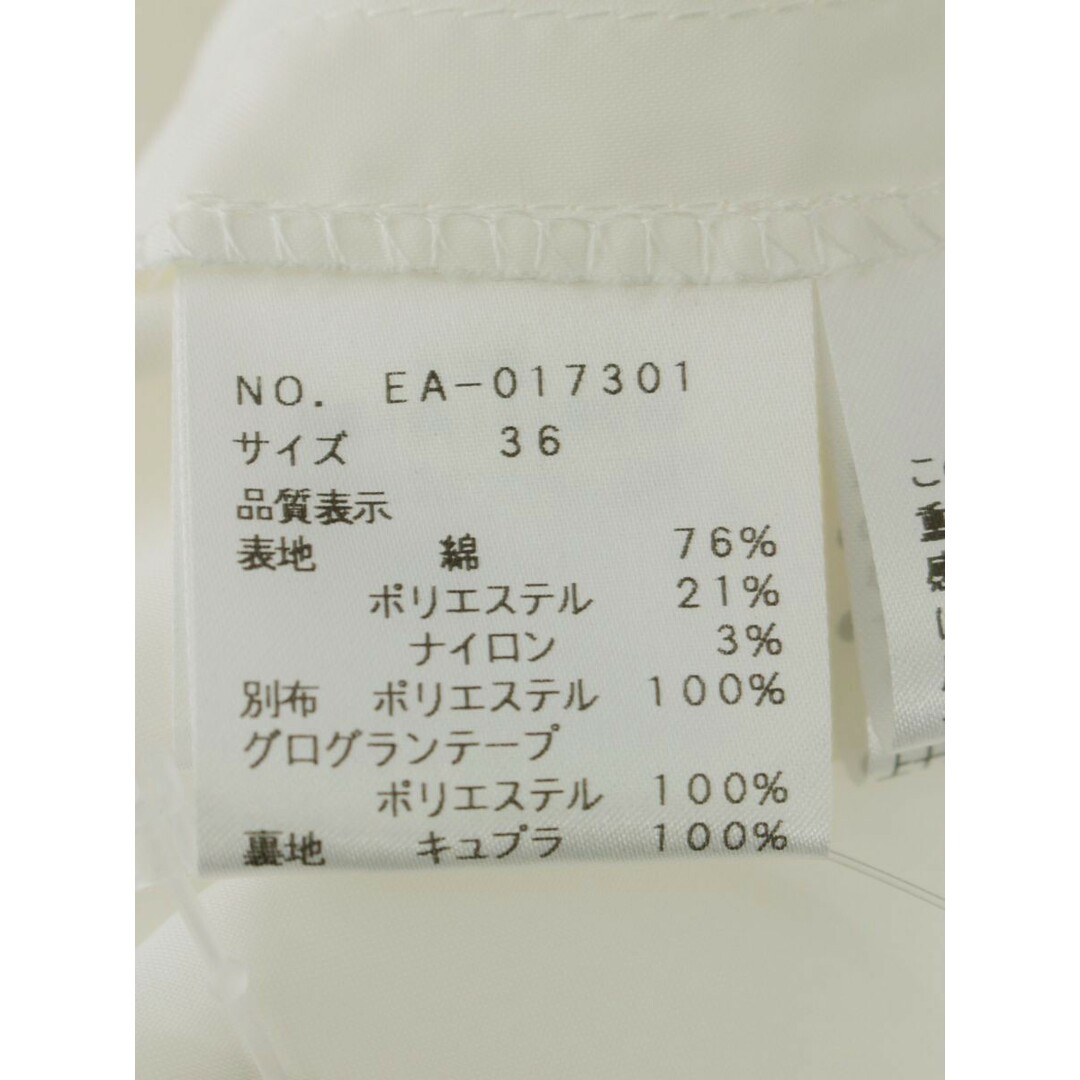 NO. EA-017301
サイズ 36
品質表示
表地 綿 76%
ポリエステル 21%
ナイロン 3%
別布 ポリエステル 100%
グログランテープ
ポリエステル 100%
裏地 キュプラ 100%
動